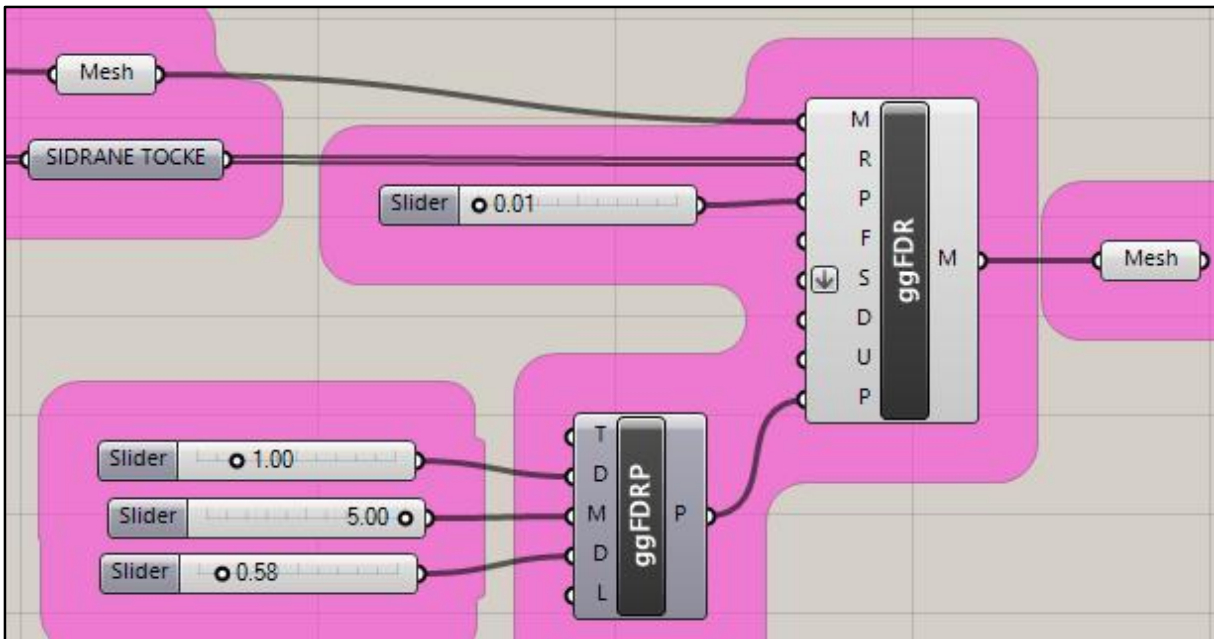 Mesh
SIDRANE TOCKE
Slider 0.01
M
R
P
F
S
D
U
P
ggFDR
M
Mesh
Slider 1.00
Slider 5.00
Slider 0.58
T
D
M
D
L
ggFDRP
P